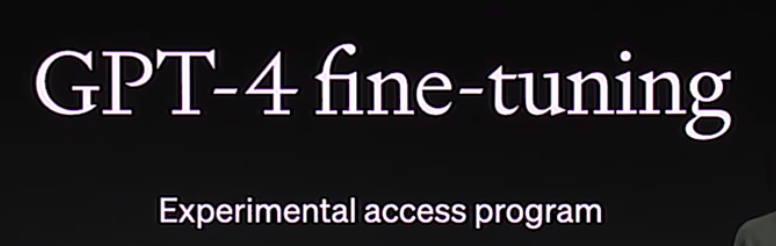 GPT-4 fine-tuning
Experimental access program